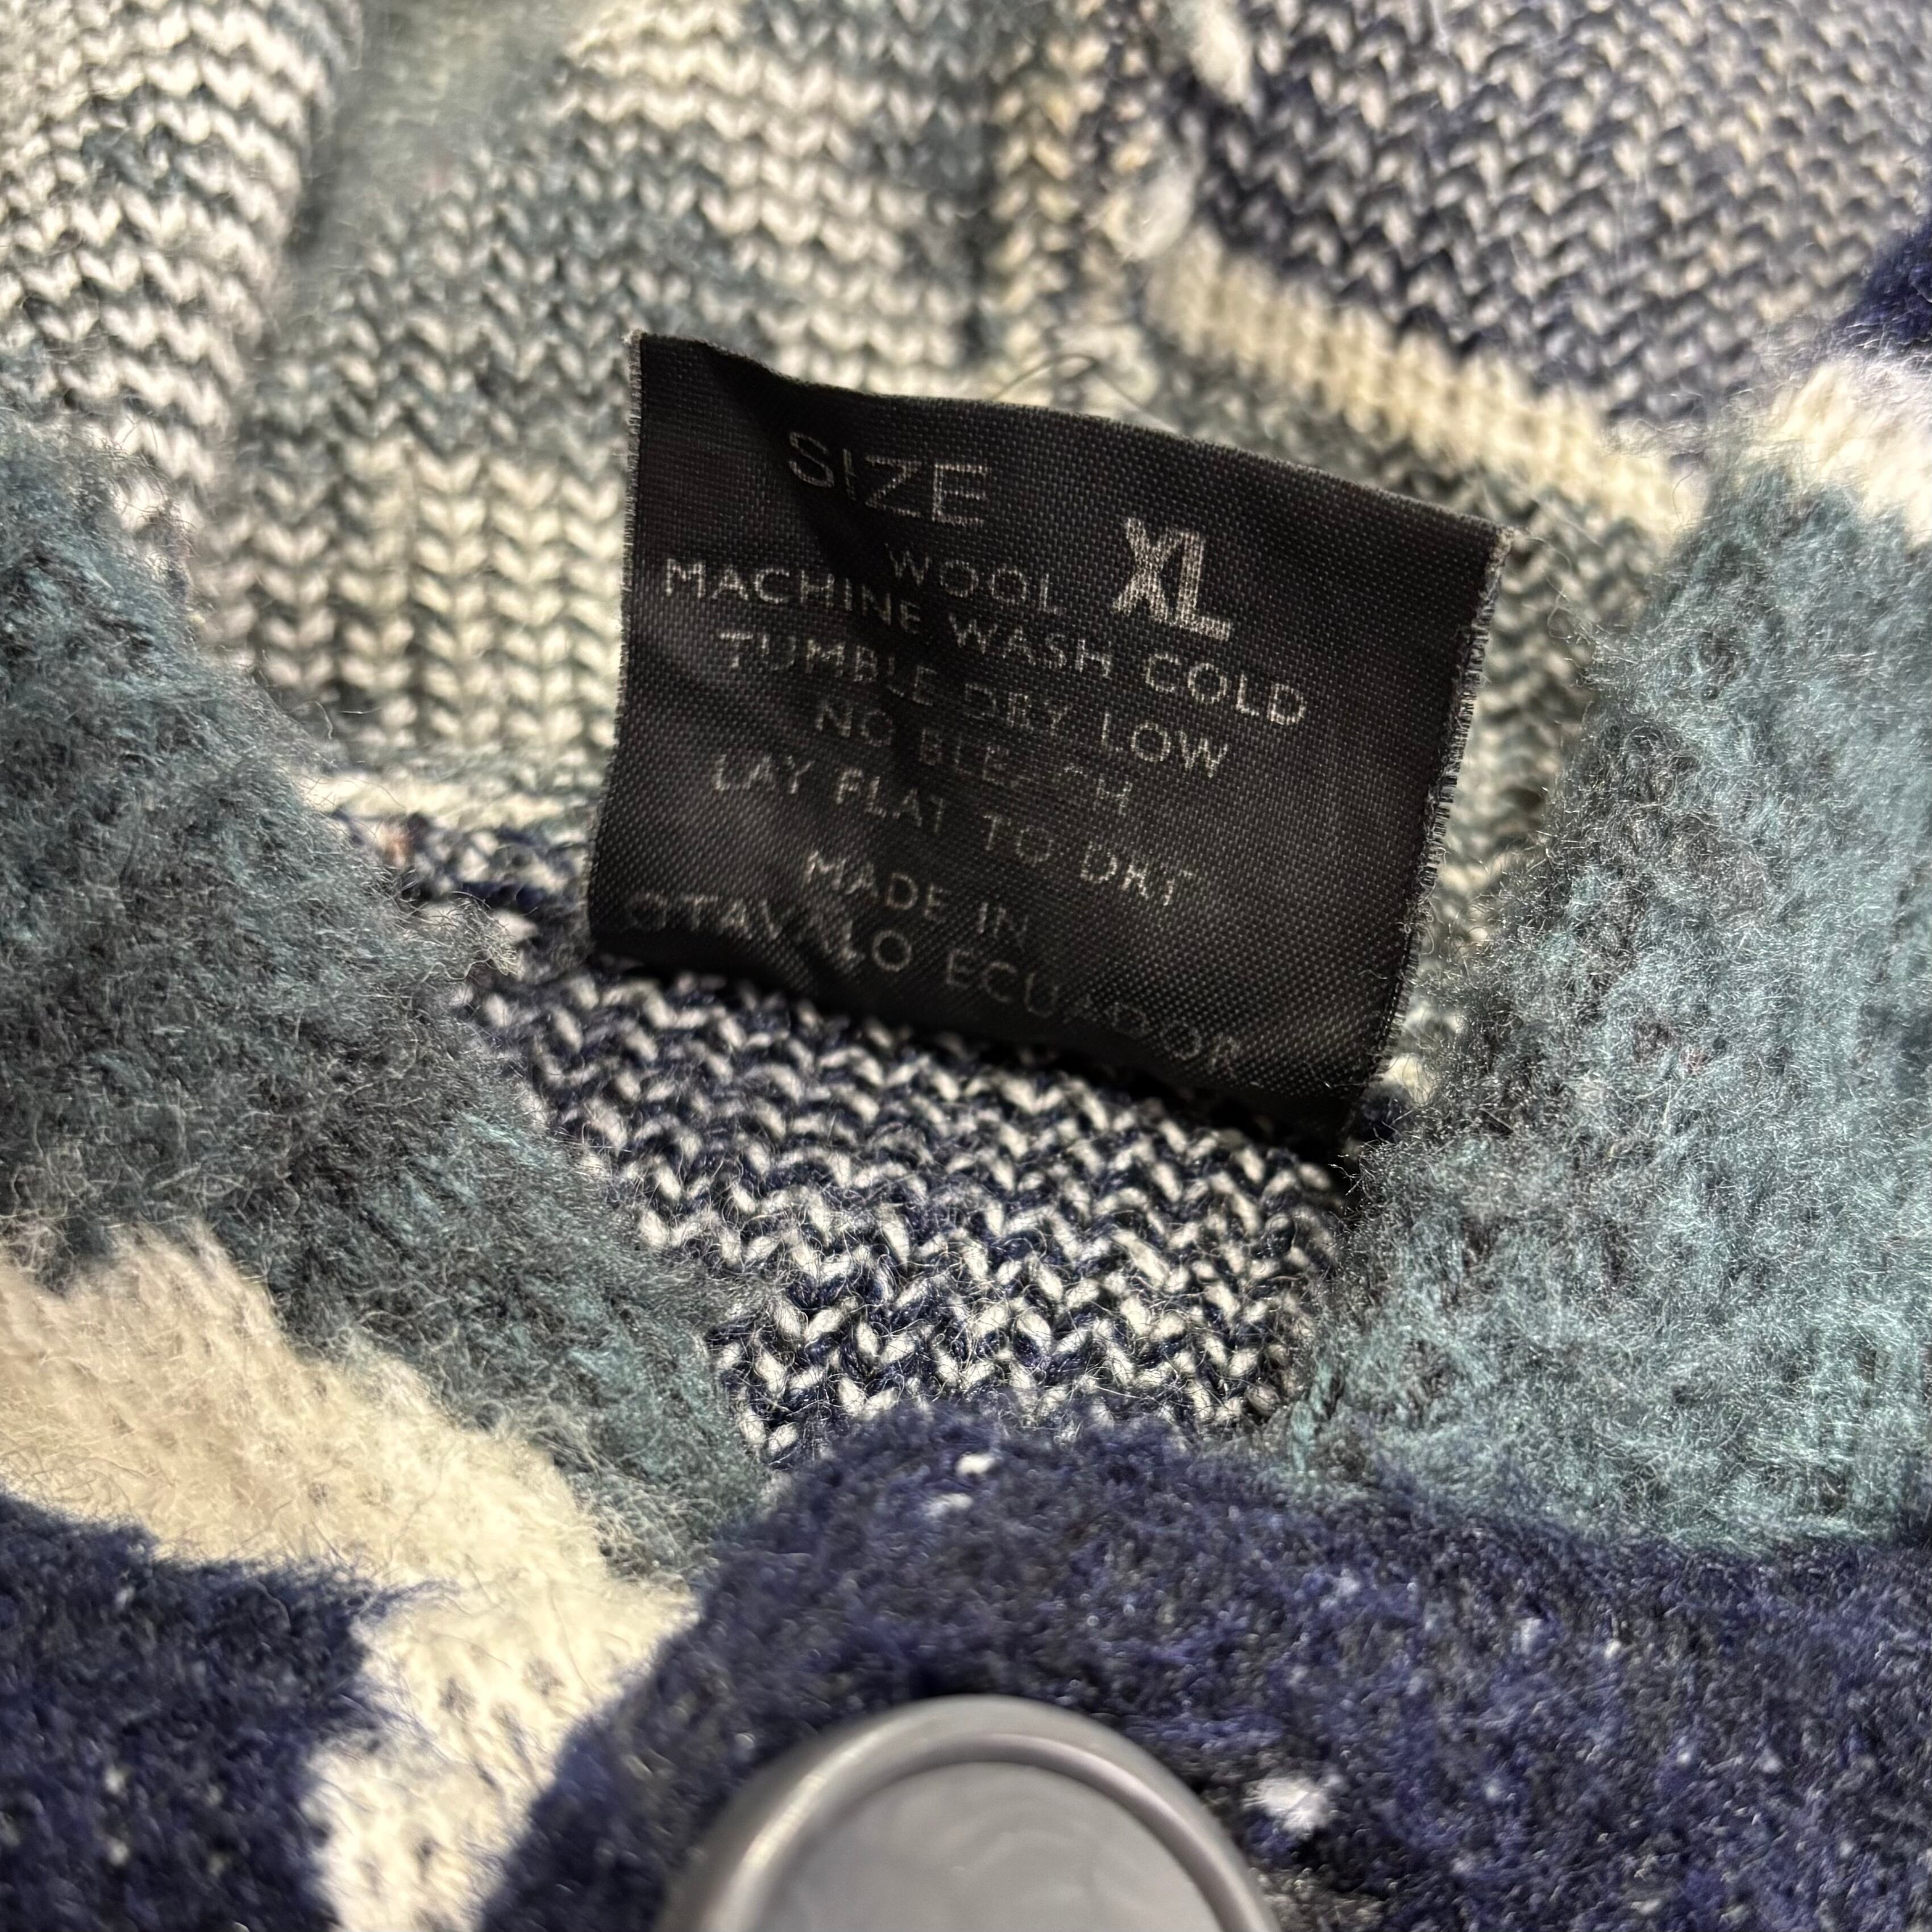 SIZE
XL
WOOL
MACHINE WASH COLD
TUMBLE DRY LOW
NO BLEACH
LAY FLAT TO DRY
MADE IN
OTAVALO ECUADOR